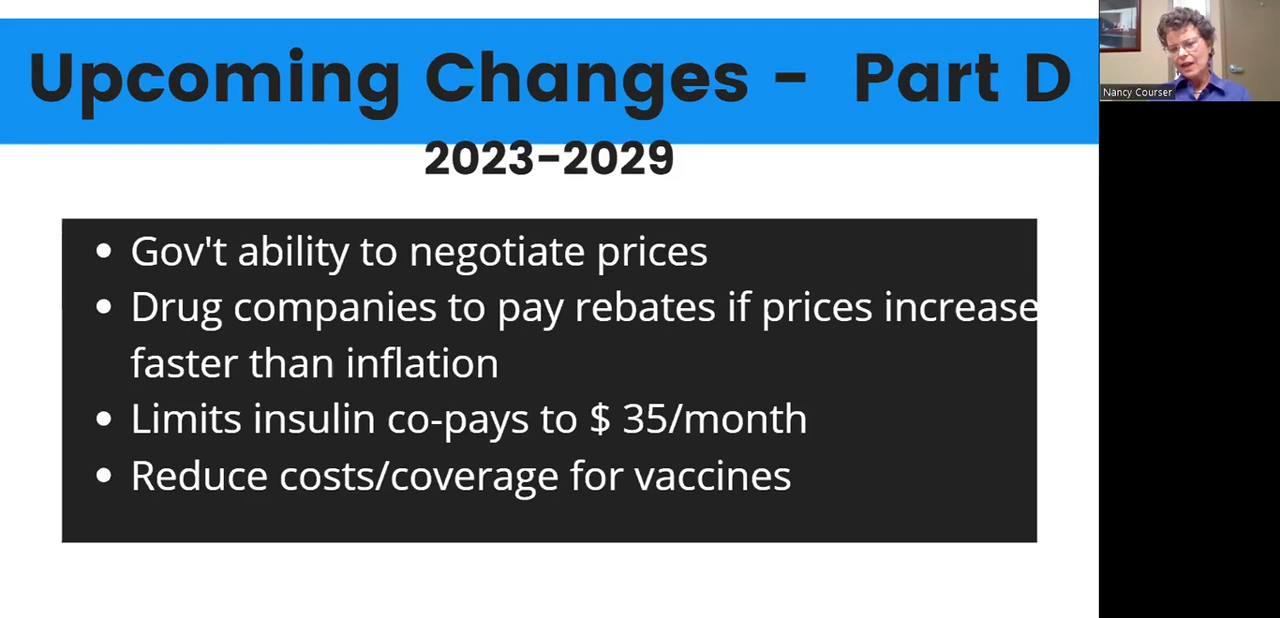 Upcoming Changes - Part D
2023-2029
• Gov't ability to negotiate prices
• Drug companies to pay rebates if prices increase
faster than inflation
• Limits insulin co-pays to $ 35/month
• Reduce costs/coverage for vaccines
Nancy Courser